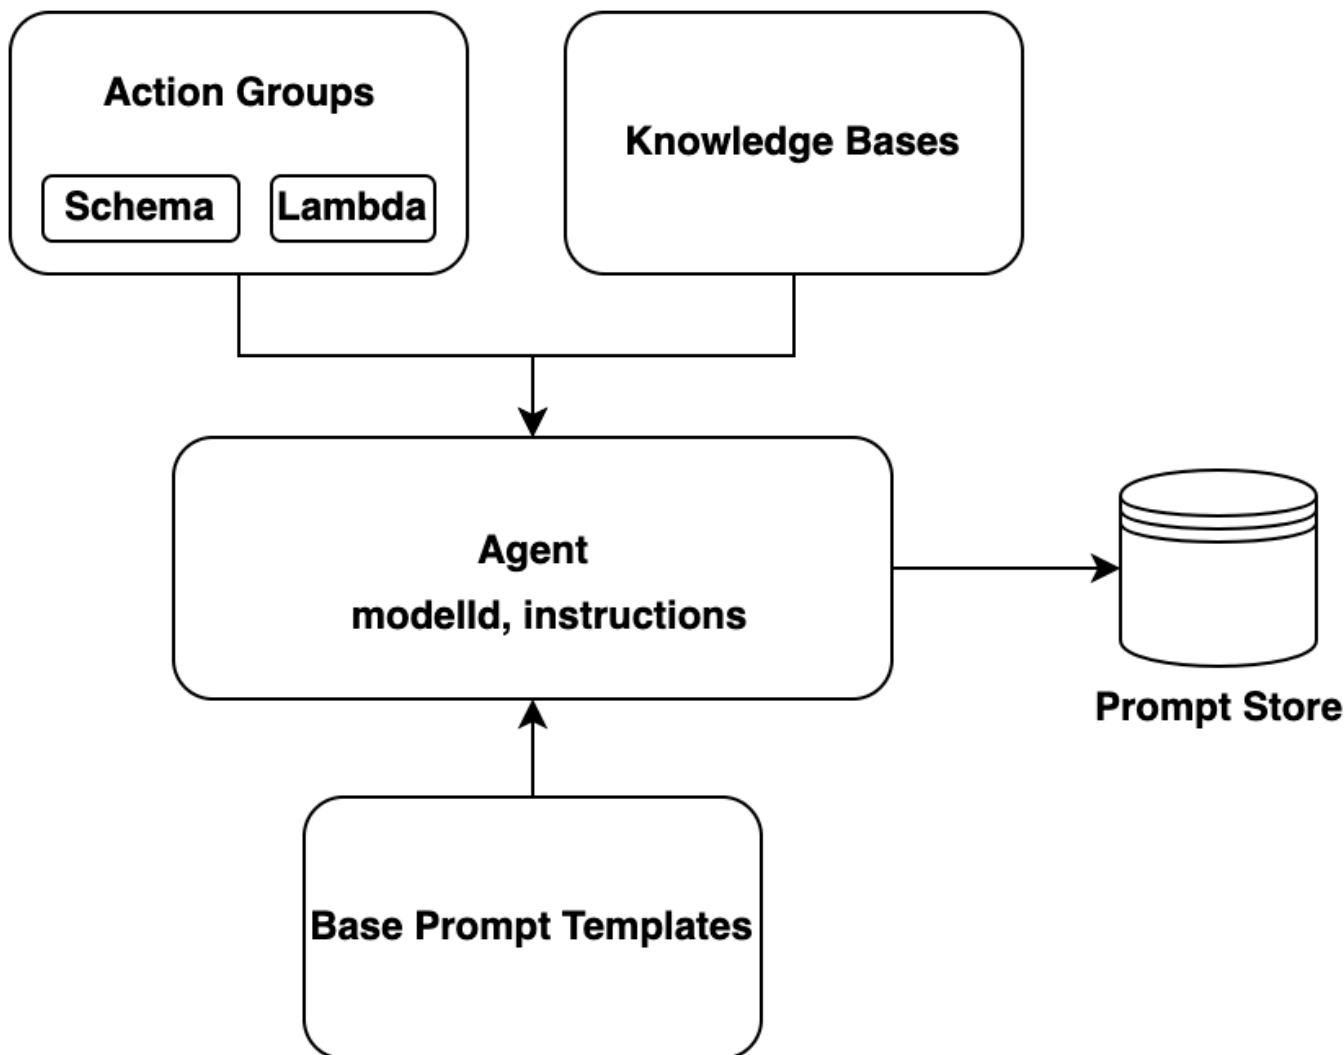 Action Groups
Schema
Lambda
Knowledge Bases
Agent
modelId, instructions
Prompt Store
Base Prompt Templates